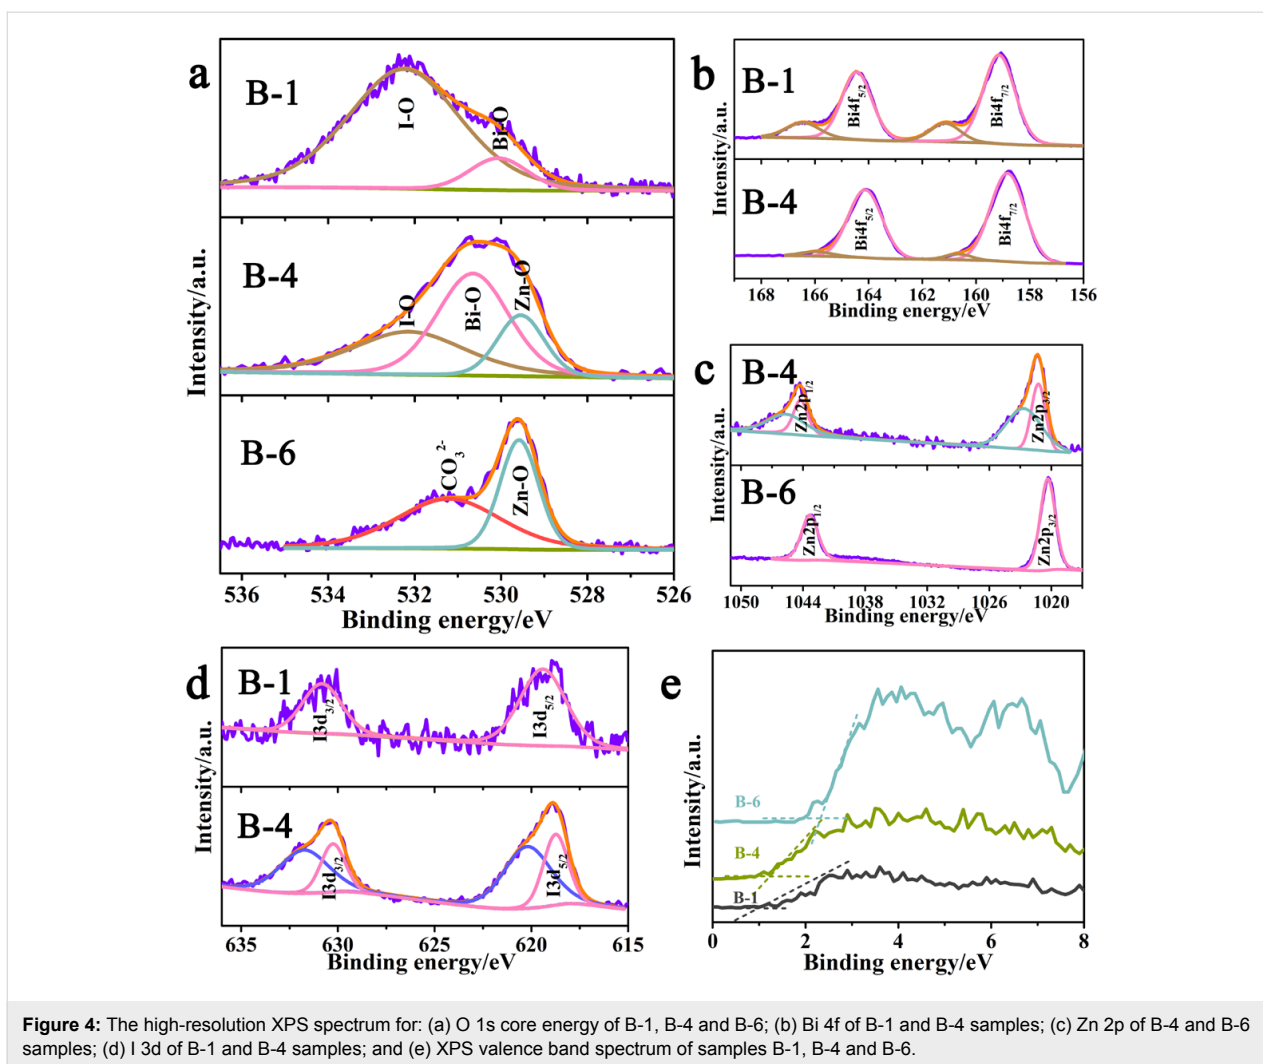 a
B-1
I-O
Bi-O
B-4
I-O
Bi-O
Zn-O
B-6
CO₃²⁻
Zn-O
Intensity/a.u.
536 534 532 530 528 526
Binding energy/eV
b
B-1
Bi4f5/2
Bi4f7/2
B-4
Bi4f5/2
Bi4f7/2
Intensity/a.u.
168 166 164 162 160 158 156
Binding energy/eV
c
B-4
Zn2p1/2
Zn2p3/2
B-6
Zn2p1/2
Zn2p3/2
Intensity/a.u.
1050 1044 1038 1032 1026 1020
Binding energy/eV
d
B-1
I3d3/2
I3d5/2
B-4
I3d3/2
I3d5/2
Intensity/a.u.
635 630 625 620 615
Binding energy/eV
e
B-6
B-4
B-1
Intensity/a.u.
0 2 4 6 8
Binding energy/eV
Figure 4: The high-resolution XPS spectrum for: (a) O 1s core energy of B-1, B-4 and B-6; (b) Bi 4f of B-1 and B-4 samples; (c) Zn 2p of B-4 and B-6
samples; (d) I 3d of B-1 and B-4 samples; and (e) XPS valence band spectrum of samples B-1, B-4 and B-6.